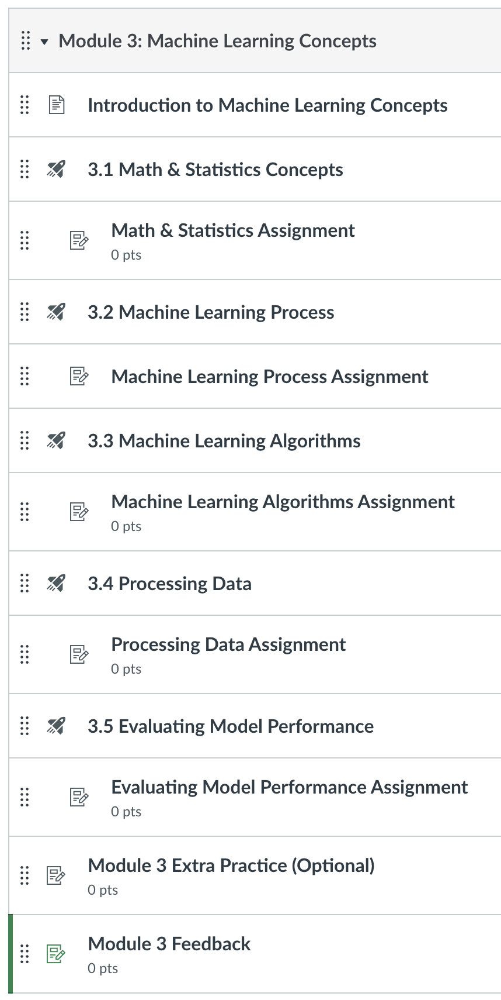 Module 3: Machine Learning Concepts
Introduction to Machine Learning Concepts
3.1 Math & Statistics Concepts
Math & Statistics Assignment
0 pts
3.2 Machine Learning Process
Machine Learning Process Assignment
3.3 Machine Learning Algorithms
Machine Learning Algorithms Assignment
0 pts
3.4 Processing Data
Processing Data Assignment
0 pts
3.5 Evaluating Model Performance
Evaluating Model Performance Assignment
0 pts
Module 3 Extra Practice (Optional)
0 pts
Module 3 Feedback
0 pts